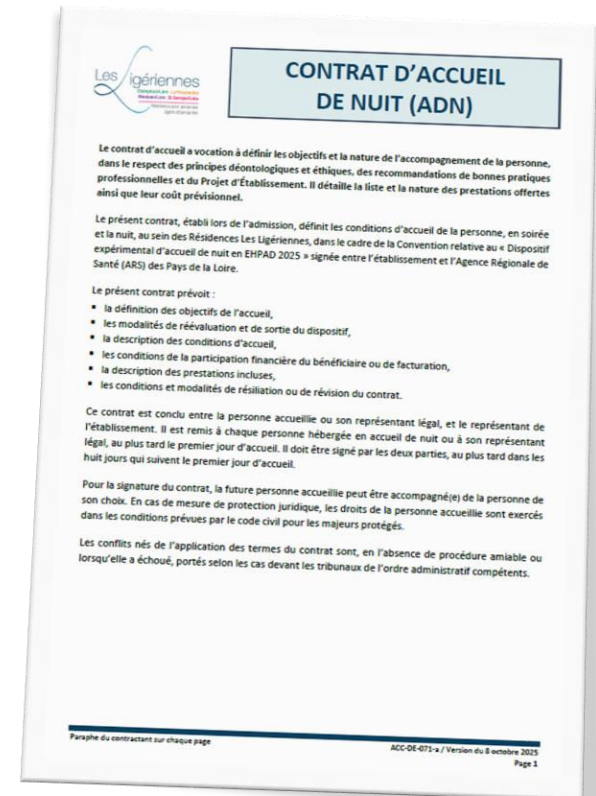 Les Ligériennes
CONTRAT D'ACCUEIL
DE NUIT (ADN)
Le contrat d'accueil a vocation à définir les objectifs et la nature de l'accompagnement de la personne,
dans le respect des principes déontologiques et éthiques, des recommandations de bonnes pratiques
professionnelles et du Projet d'Établissement. Il détaille la liste et la nature des prestations offertes
ainsi que leur coût prévisionnel.
Le présent contrat, établi lors de l'admission, définit les conditions d'accueil de la personne, en soirée
et la nuit, au sein des Résidences Les Ligériennes, dans le cadre de la Convention relative au « Dispositif
expérimental d'accueil de nuit en EHPAD 2025 » signée entre l'établissement et l'Agence Régionale de
Santé (ARS) des Pays de la Loire.
Le présent contrat prévoit :
▪ la définition des objectifs de l'accueil,
▪ les modalités de réévaluation et de sortie du dispositif,
▪ la description des conditions d'accueil,
▪ les conditions de la participation financière du bénéficiaire ou de facturation,
▪ la description des prestations incluses,
▪ les conditions et modalités de résiliation ou de révision du contrat.
Ce contrat est conclu entre la personne accueillie ou son représentant légal, et le représentant de
l'établissement. Il est remis à chaque personne hébergée en accueil de nuit ou à son représentant
légal, au plus tard le premier jour d'accueil. Il doit être signé par les deux parties, au plus tard dans les
huit jours qui suivent le premier jour d'accueil.
Pour la signature du contrat, la future personne accueillie peut être accompagné(e) de la personne de
son choix. En cas de mesure de protection juridique, les droits de la personne accueillie sont exercés
dans les conditions prévues par le code civil pour les majeurs protégés.
Les conflits nés de l'application des termes du contrat sont, en l'absence de procédure amiable ou
lorsqu'elle a échoué, portés selon les cas devant les tribunaux de l'ordre administratif compétents.
Paraphe du contractant sur chaque page
ACC-DE-071-a / Version du 8 octobre 2025
Page 1